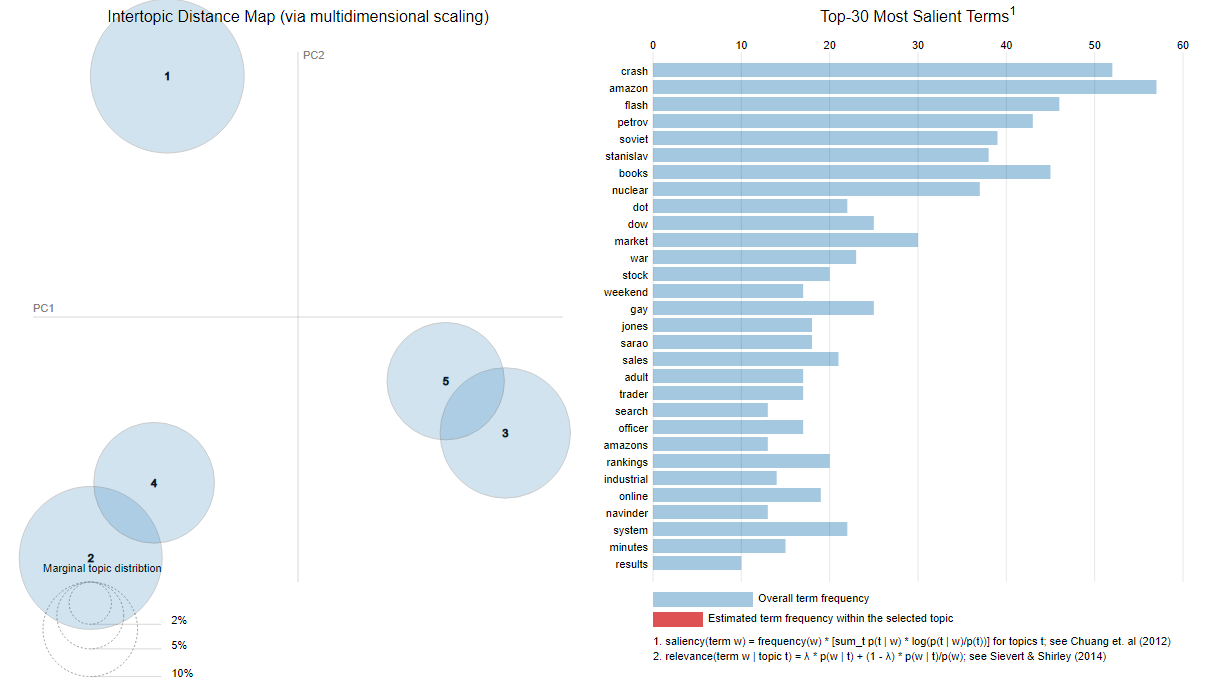 Intertopic Distance Map (via multidimensional scaling)
PC2
PC1
1
5
3
4
2
Marginal topic distribtion
2%
5%
10%
Top-30 Most Salient Terms1
0 10 20 30 40 50 60
crash
amazon
flash
petrov
soviet
stanislav
books
nuclear
dot
dow
market
war
stock
weekend
gay
jones
sarao
sales
adult
trader
search
officer
amazons
rankings
industrial
online
navinder
system
minutes
results
Overall term frequency
Estimated term frequency within the selected topic
1. saliency(term w) = frequency(w) * [sum_t p(t | w) * log(p(t | w)/p(t))] for topics t; see Chuang et. al (2012)
2. relevance(term w | topic t) = λ * p(w | t) + (1 - λ) * p(w | t)/p(w); see Sievert & Shirley (2014)